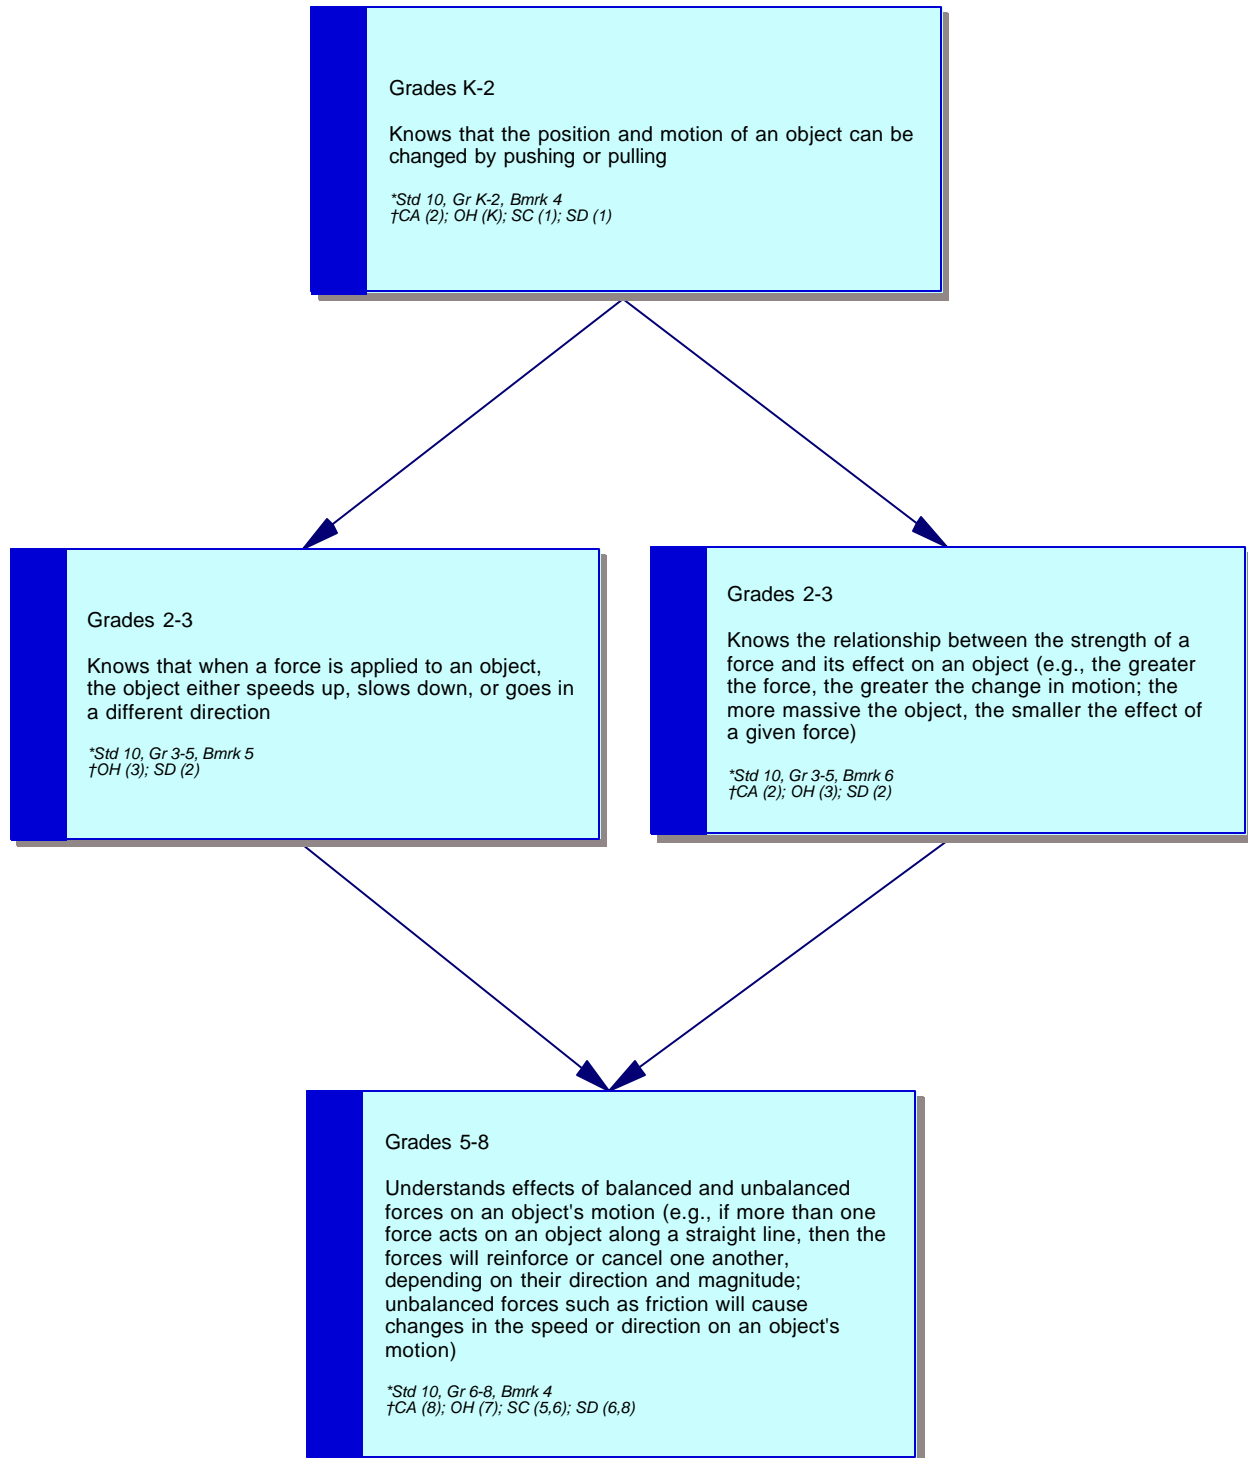 Grades K-2
Knows that the position and motion of an object can be
changed by pushing or pulling
*Std 10, Gr K-2, Bmrk 4
†CA (2); OH (K); SC (1); SD (1)
Grades 2-3
Knows that when a force is applied to an object,
the object either speeds up, slows down, or goes in
a different direction
*Std 10, Gr 3-5, Bmrk 5
†OH (3); SD (2)
Grades 2-3
Knows the relationship between the strength of a
force and its effect on an object (e.g., the greater
the force, the greater the change in motion; the
more massive the object, the smaller the effect of
a given force)
*Std 10, Gr 3-5, Bmrk 6
†CA (2); OH (3); SD (2)
Grades 5-8
Understands effects of balanced and unbalanced
forces on an object's motion (e.g., if more than one
force acts on an object along a straight line, then the
forces will reinforce or cancel one another,
depending on their direction and magnitude;
unbalanced forces such as friction will cause
changes in the speed or direction on an object's
motion)
*Std 10, Gr 6-8, Bmrk 4
†CA (8); OH (7); SC (5,6); SD (6,8)